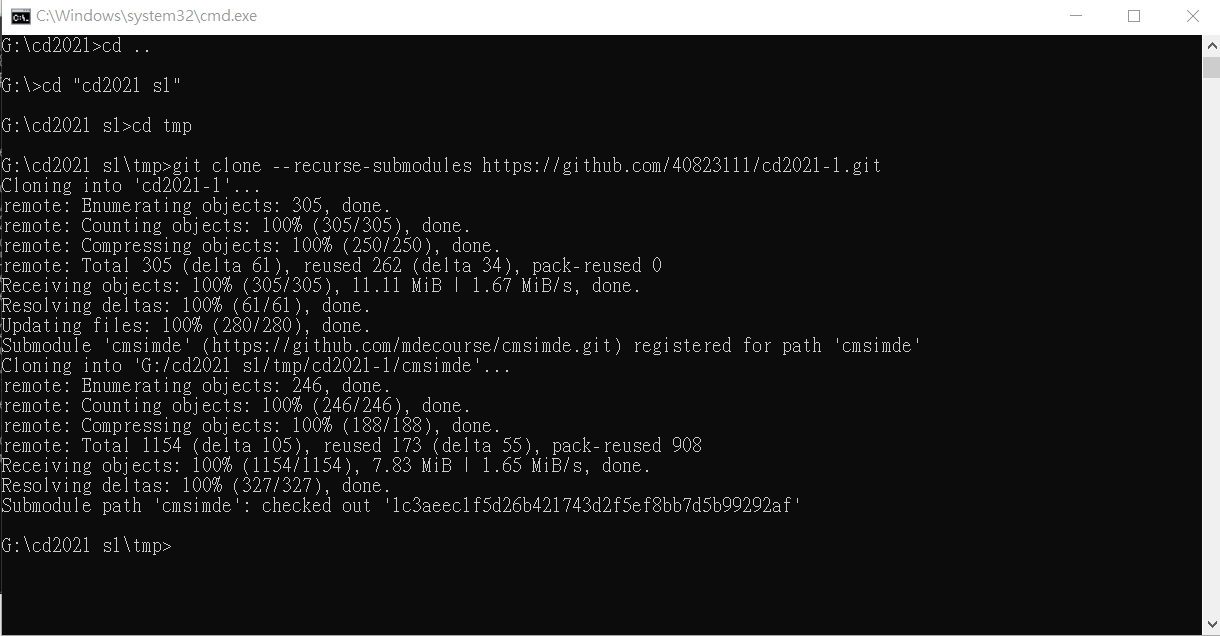 C:\Windows\system32\cmd.exe
G:\cd2021>cd ..
G:\>cd "cd2021 sl"
G:\cd2021 sl>cd tmp
G:\cd2021 sl\tmp>git clone --recurse-submodules https://github.com/40823111/cd2021-1.git
Cloning into 'cd2021-1'...
remote: Enumerating objects: 305, done.
remote: Counting objects: 100% (305/305), done.
remote: Compressing objects: 100% (250/250), done.
remote: Total 305 (delta 61), reused 262 (delta 34), pack-reused 0
Receiving objects: 100% (305/305), 11.11 MiB | 1.67 MiB/s, done.
Resolving deltas: 100% (61/61), done.
Updating files: 100% (280/280), done.
Submodule 'cmsimde' (https://github.com/mdecourse/cmsimde.git) registered for path 'cmsimde'
Cloning into 'G:/cd2021 sl/tmp/cd2021-1/cmsimde'...
remote: Enumerating objects: 246, done.
remote: Counting objects: 100% (246/246), done.
remote: Compressing objects: 100% (188/188), done.
remote: Total 1154 (delta 105), reused 173 (delta 55), pack-reused 908
Receiving objects: 100% (1154/1154), 7.83 MiB | 1.65 MiB/s, done.
Resolving deltas: 100% (327/327), done.
Submodule path 'cmsimde': checked out '1c3aeec1f5d26b421743d2f5ef8bb7d5b99292af'
G:\cd2021 sl\tmp>